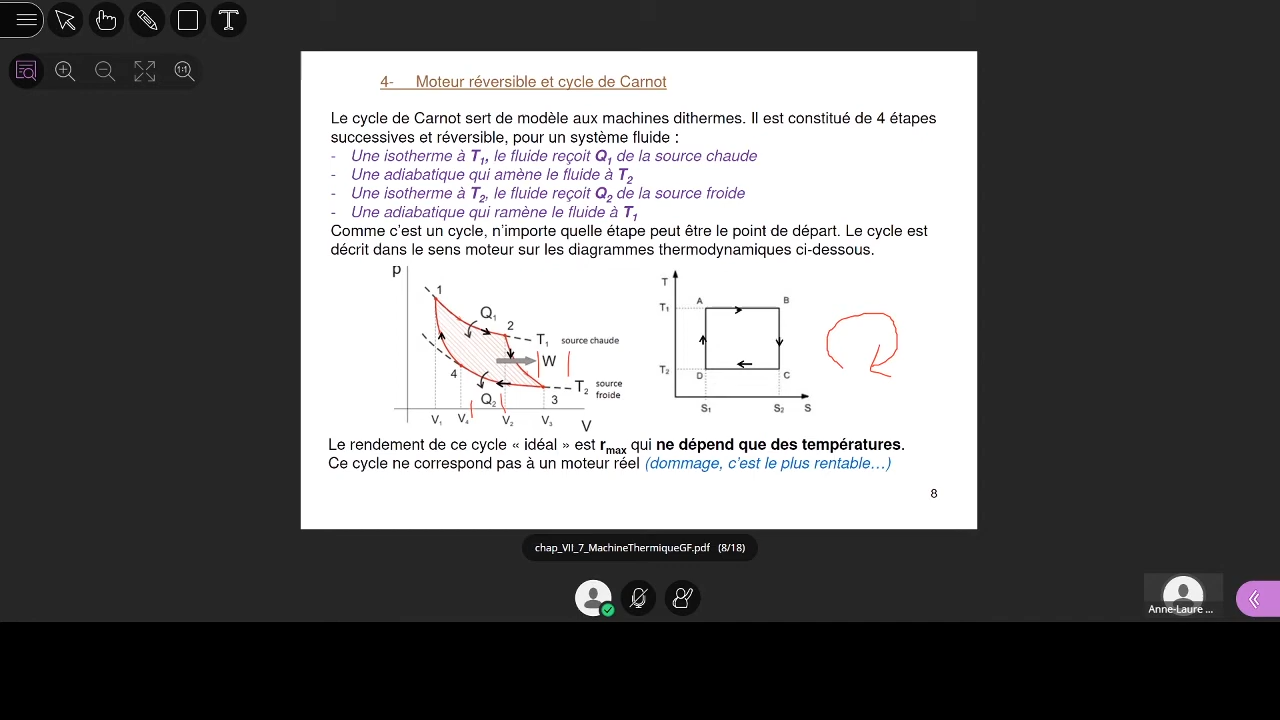 T
1:1
4- Moteur réversible et cycle de Carnot
Le cycle de Carnot sert de modèle aux machines dithermes. Il est constitué de 4 étapes
successives et réversible, pour un système fluide :
- Une isotherme à T1, le fluide reçoit Q1 de la source chaude
- Une adiabatique qui amène le fluide à T2
- Une isotherme à T2, le fluide reçoit Q2 de la source froide
- Une adiabatique qui ramène le fluide à T1
Comme c'est un cycle, n'importe quelle étape peut être le point de départ. Le cycle est
décrit dans le sens moteur sur les diagrammes thermodynamiques ci-dessous.
p
1
Q1
2
T1 source chaude
W
4
T2 source froide
Q2
3
V1 V4 V2 V3 V
T
A B
T1
T2
D C
S1 S2 S
Le rendement de ce cycle « idéal » est rmax qui ne dépend que des températures.
Ce cycle ne correspond pas à un moteur réel (dommage, c'est le plus rentable…)
8
chap_VII_7_MachineThermiqueGF.pdf (8/18)
Anne-Laure ...